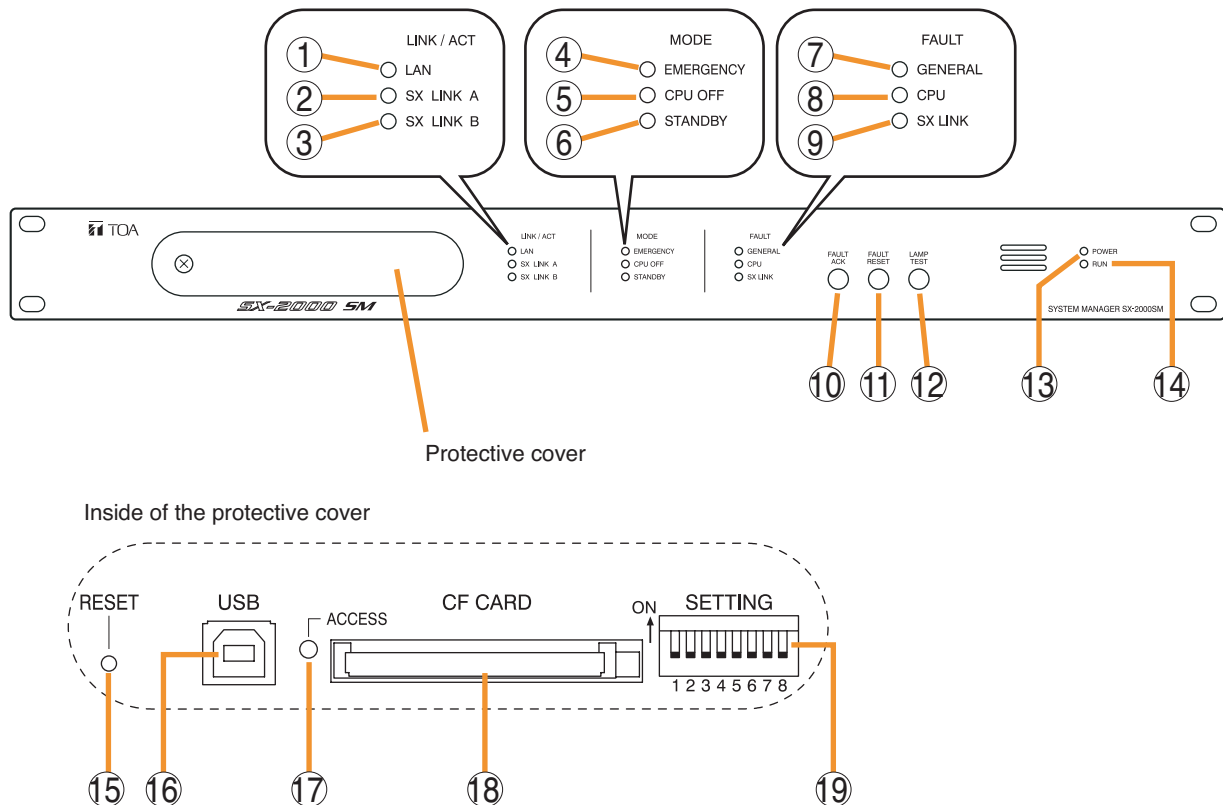 LINK / ACT
① LAN
② SX LINK A
③ SX LINK B
MODE
④ EMERGENCY
⑤ CPU OFF
⑥ STANDBY
FAULT
⑦ GENERAL
⑧ CPU
⑨ SX LINK
TOA
LINK / ACT
LAN
SX LINK A
SX LINK B
MODE
EMERGENCY
CPU OFF
STANDBY
FAULT
GENERAL
CPU
SX LINK
FAULT
ACK
FAULT
RESET
LAMP
TEST
POWER
RUN
SX-2000 SM
SYSTEM MANAGER SX-2000SM
⑩ ⑪ ⑫ ⑬ ⑭
Protective cover
Inside of the protective cover
RESET
USB
ACCESS
CF CARD
ON
SETTING
1 2 3 4 5 6 7 8
⑮ ⑯ ⑰ ⑱ ⑲